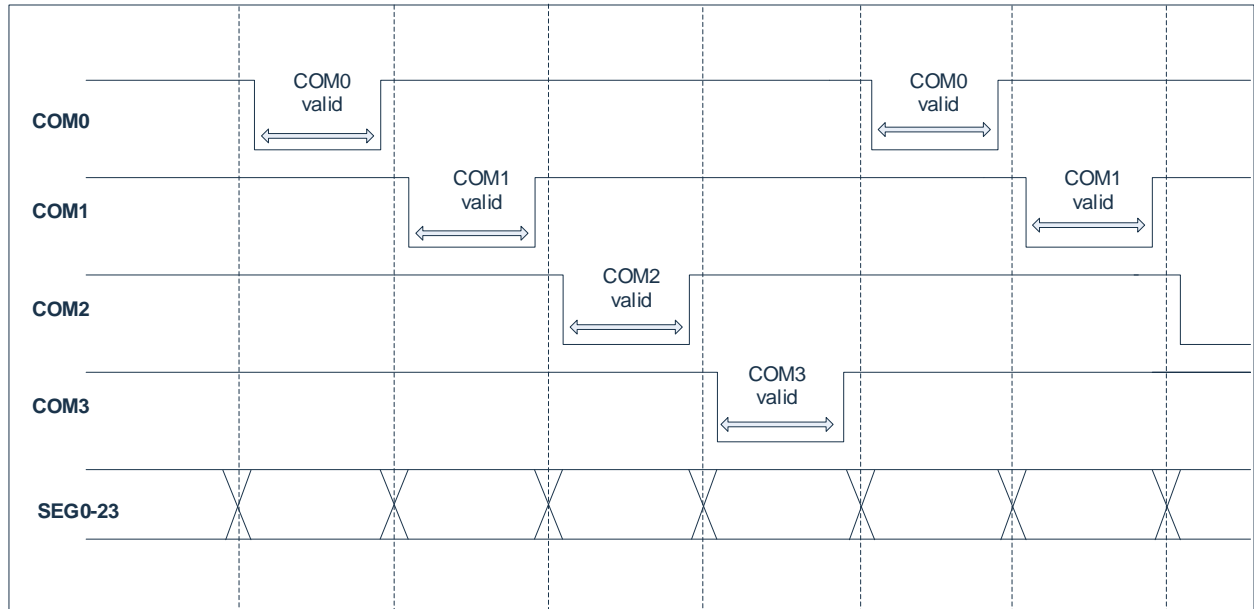 COM0
valid
COM0
valid
COM0
COM1
valid
COM1
valid
COM1
COM2
valid
COM2
COM3
valid
COM3
SEG0-23